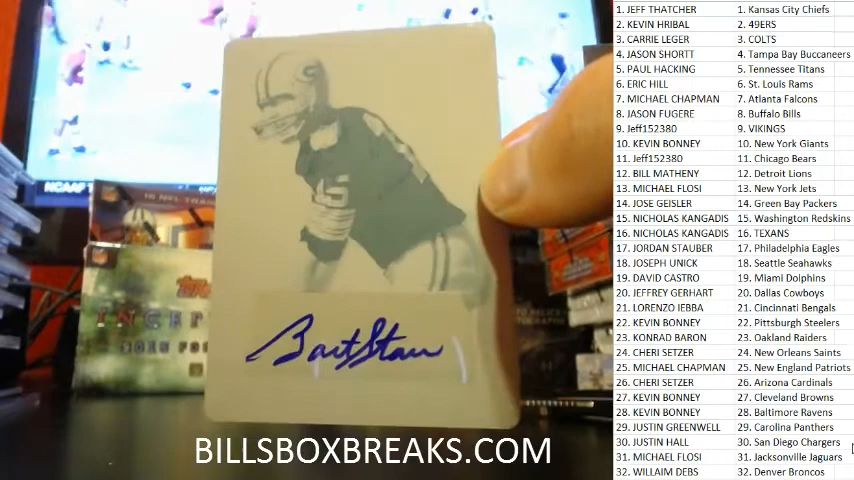 NCAAF
16 NFL TRA
Topps
INCEP
2015 FOO
15
Bart Starr
BILLSBOXBREAKS.COM
1. JEFF THATCHER 1. Kansas City Chiefs
2. KEVIN HRIBAL 2. 49ERS
3. CARRIE LEGER 3. COLTS
4. JASON SHORTT 4. Tampa Bay Buccaneers
5. PAUL HACKING 5. Tennessee Titans
6. ERIC HILL 6. St. Louis Rams
7. MICHAEL CHAPMAN 7. Atlanta Falcons
8. JASON FUGERE 8. Buffalo Bills
9. Jeff152380 9. VIKINGS
10. KEVIN BONNEY 10. New York Giants
11. Jeff152380 11. Chicago Bears
12. BILL MATHENY 12. Detroit Lions
13. MICHAEL FLOSI 13. New York Jets
14. JOSE GEISLER 14. Green Bay Packers
15. NICHOLAS KANGADIS 15. Washington Redskins
16. NICHOLAS KANGADIS 16. TEXANS
17. JORDAN STAUBER 17. Philadelphia Eagles
18. JOSEPH UNICK 18. Seattle Seahawks
19. DAVID CASTRO 19. Miami Dolphins
20. JEFFREY GERHART 20. Dallas Cowboys
21. LORENZO IEBBA 21. Cincinnati Bengals
22. KEVIN BONNEY 22. Pittsburgh Steelers
23. KONRAD BARON 23. Oakland Raiders
24. CHERI SETZER 24. New Orleans Saints
25. MICHAEL CHAPMAN 25. New England Patriots
26. CHERI SETZER 26. Arizona Cardinals
27. KEVIN BONNEY 27. Cleveland Browns
28. KEVIN BONNEY 28. Baltimore Ravens
29. JUSTIN GREENWELL 29. Carolina Panthers
30. JUSTIN HALL 30. San Diego Chargers
31. MICHAEL FLOSI 31. Jacksonville Jaguars
32. WILLAIM DEBS 32. Denver Broncos